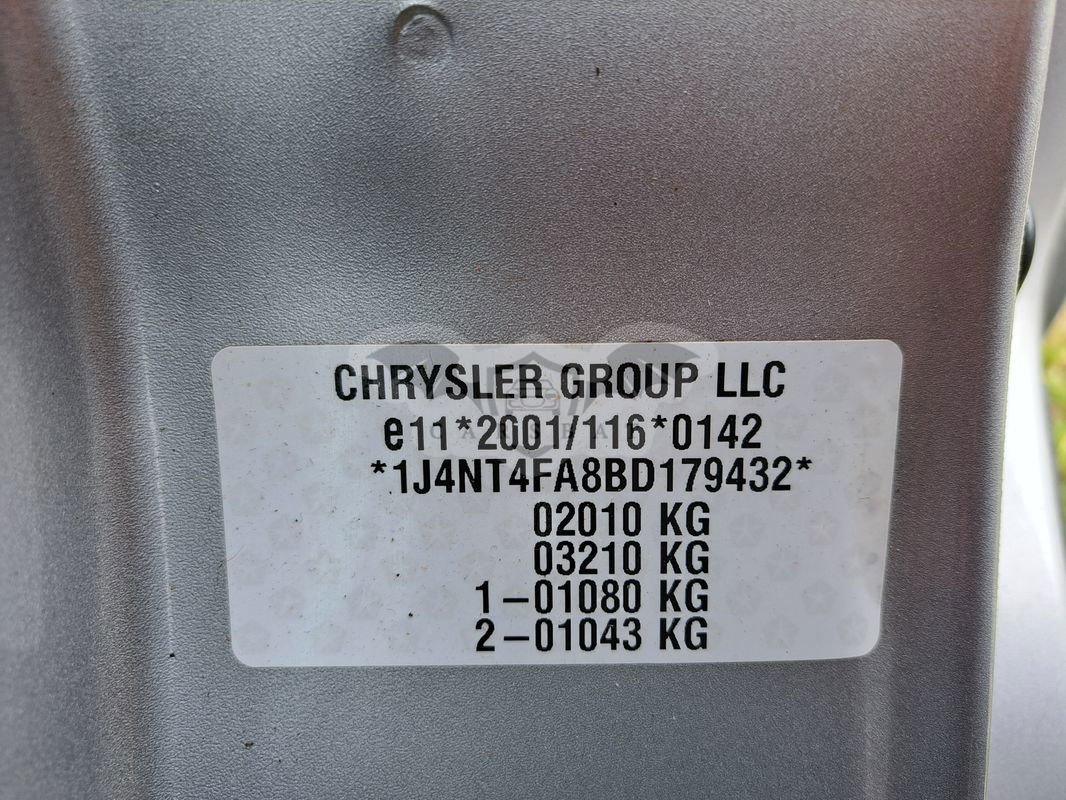 CHRYSLER GROUP LLC
e11*2001/116*0142
*1J4NT4FA8BD179432*
02010 KG
03210 KG
1-01080 KG
2-01043 KG